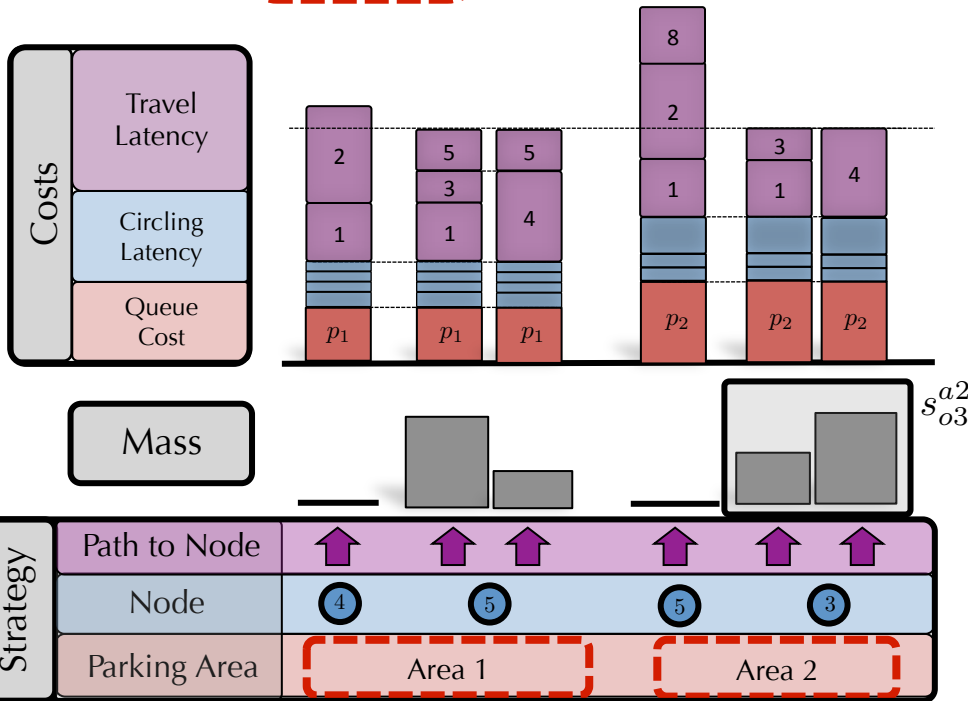 Costs
Travel
Latency
Circling
Latency
Queue
Cost
2
1
p₁
5
3
1
p₁
5
4
p₁
8
2
1
p₂
3
1
p₂
4
p₂
Mass
s_{o3}^{a2}
Strategy
Path to Node
Node
4
5
5
3
Parking Area
Area 1
Area 2